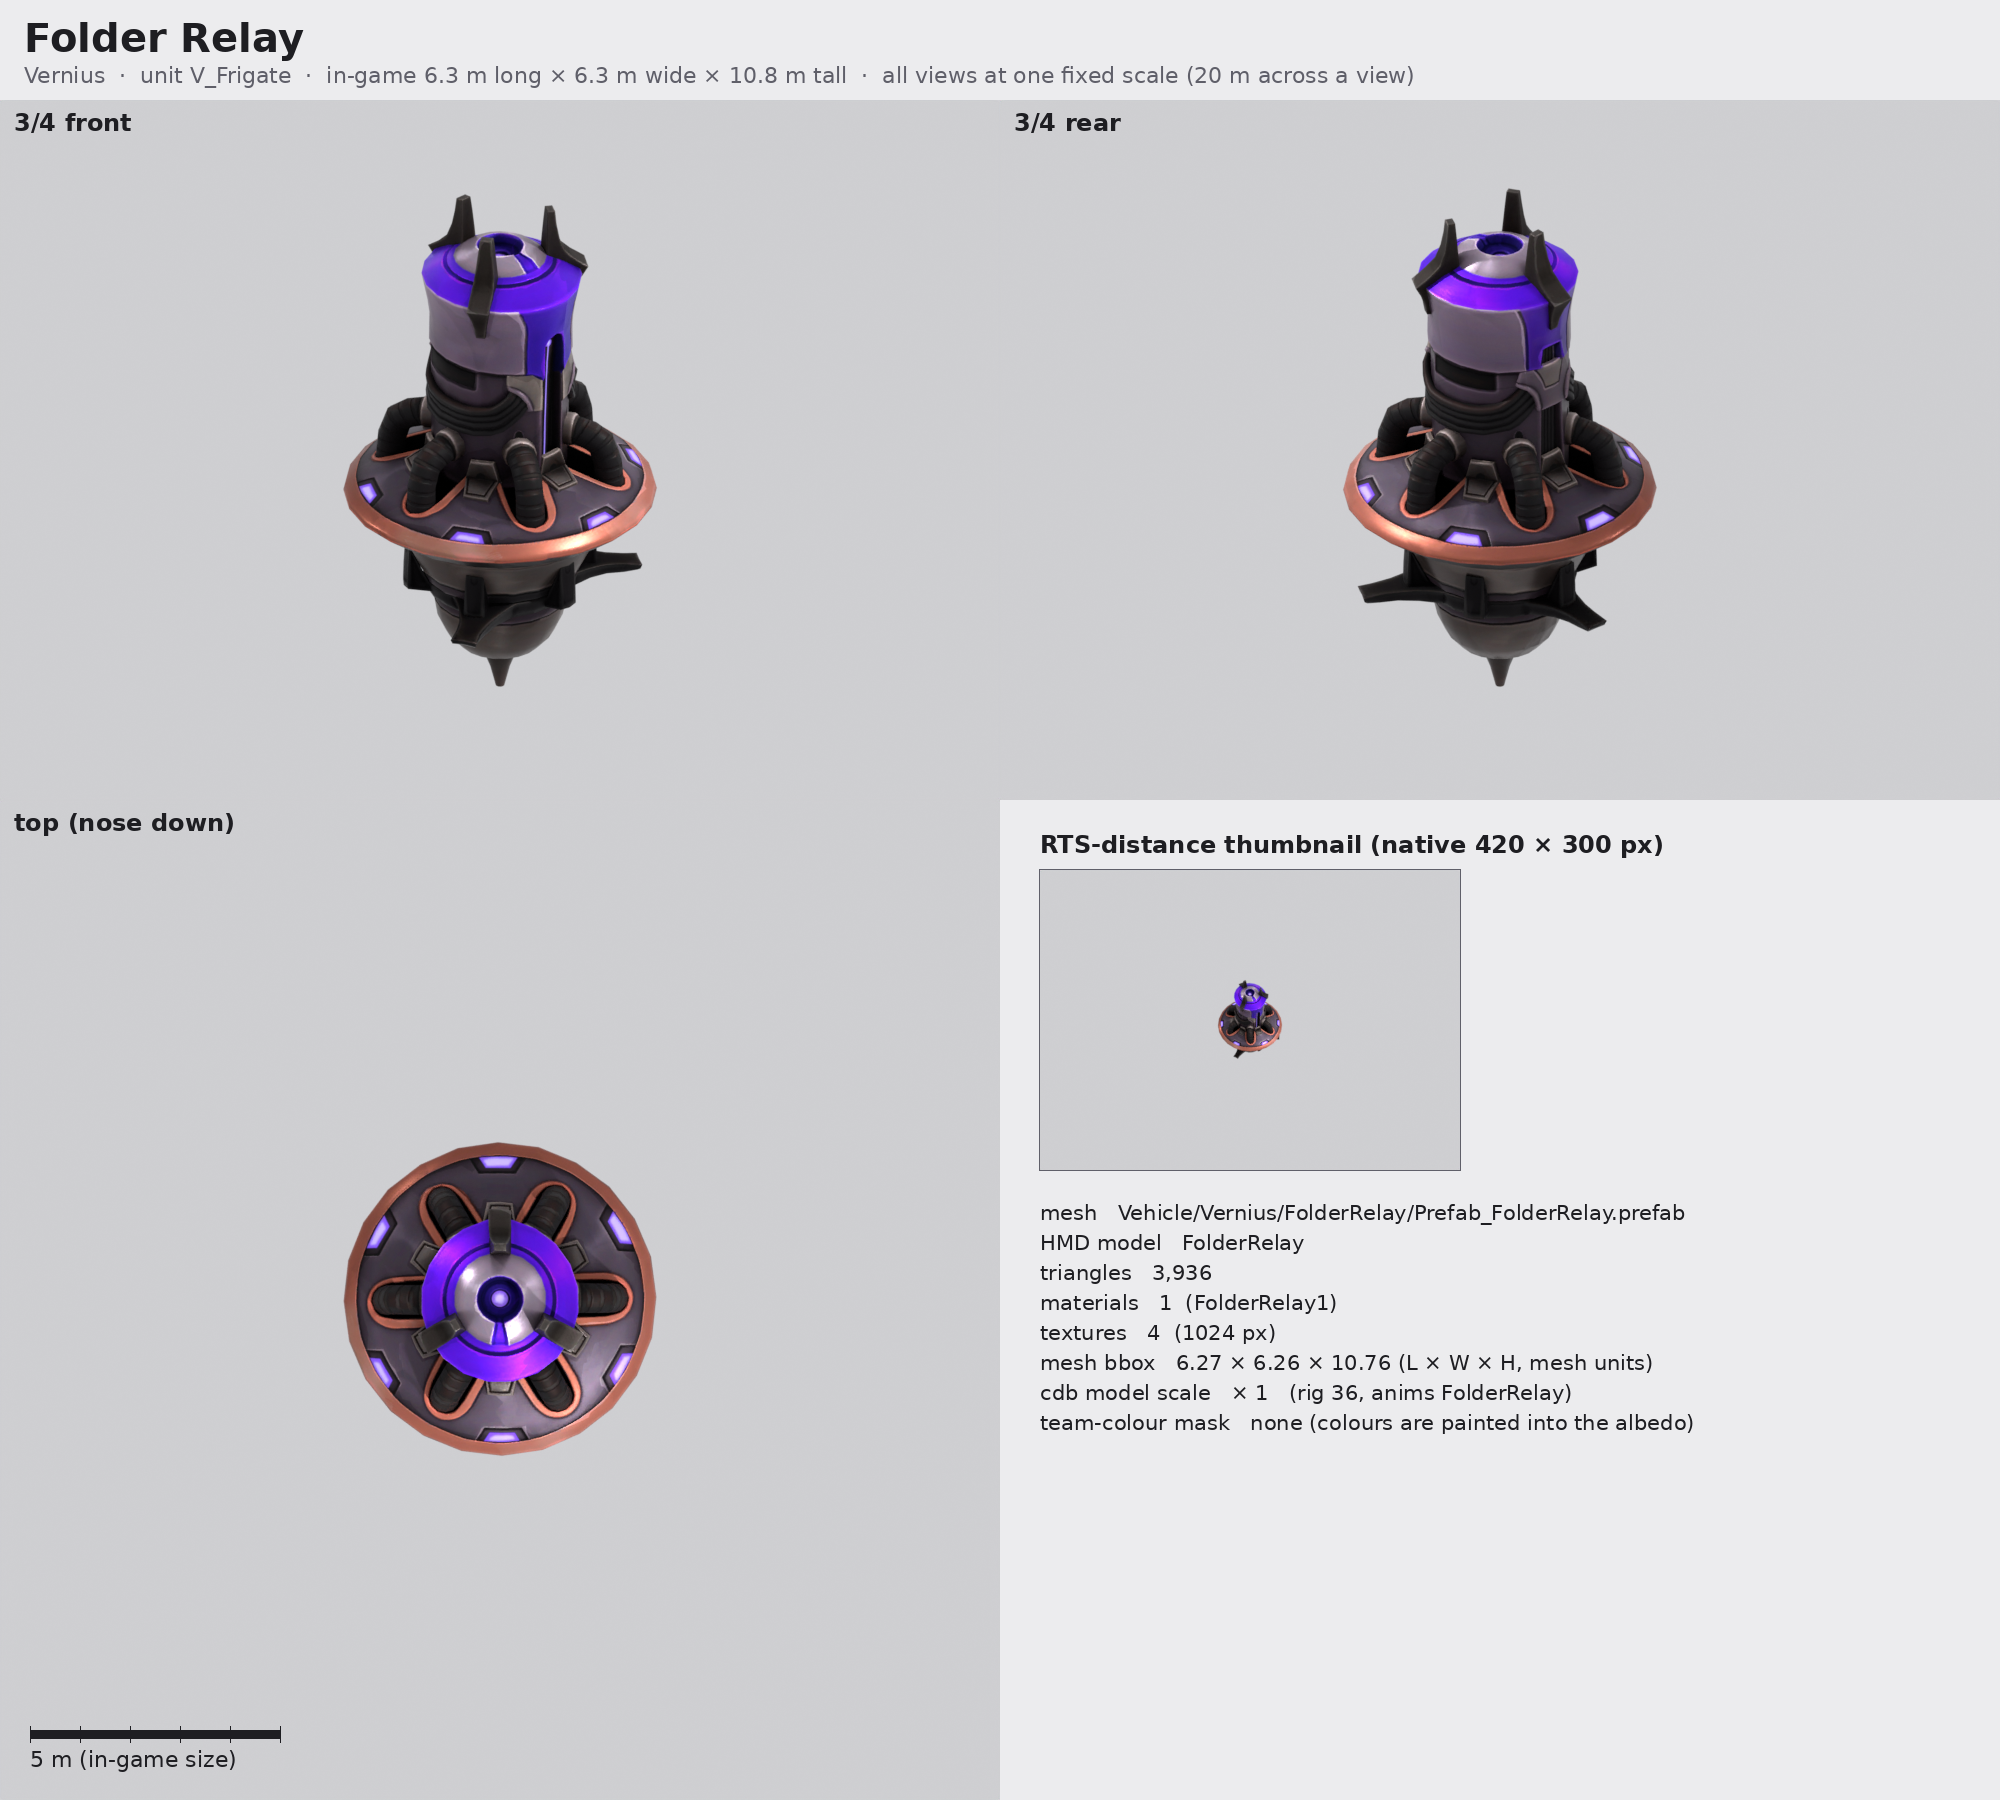 Folder Relay
Vernius · unit V_Frigate · in-game 6.3 m long × 6.3 m wide × 10.8 m tall · all views at one fixed scale (20 m across a view)
3/4 front
3/4 rear
top (nose down)
RTS-distance thumbnail (native 420 × 300 px)
mesh Vehicle/Vernius/FolderRelay/Prefab_FolderRelay.prefab
HMD model FolderRelay
triangles 3,936
materials 1 (FolderRelay1)
textures 4 (1024 px)
mesh bbox 6.27 × 6.26 × 10.76 (L × W × H, mesh units)
cdb model scale × 1 (rig 36, anims FolderRelay)
team-colour mask none (colours are painted into the albedo)
5 m (in-game size)